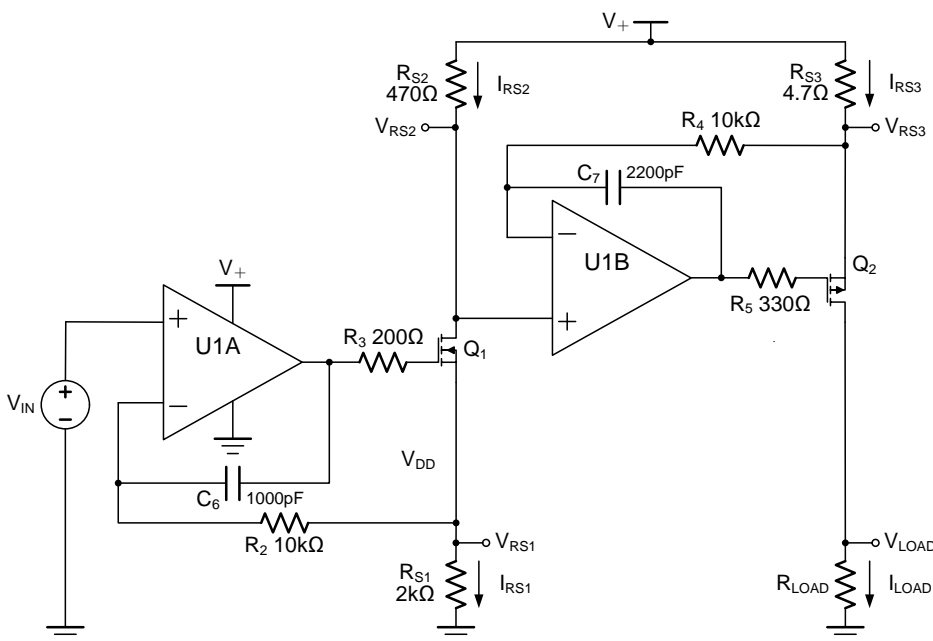 V+
RS2
470Ω
IRS2
RS3
4.7Ω
IRS3
VRS2
R4 10kΩ
VRS3
C7 2200pF
−
+
U1B
R5 330Ω
Q2
V+
+
−
U1A
R3 200Ω
Q1
VIN
+
−
VDD
C6 1000pF
R2 10kΩ
VRS1
RS1
2kΩ
IRS1
VLOAD
RLOAD
ILOAD